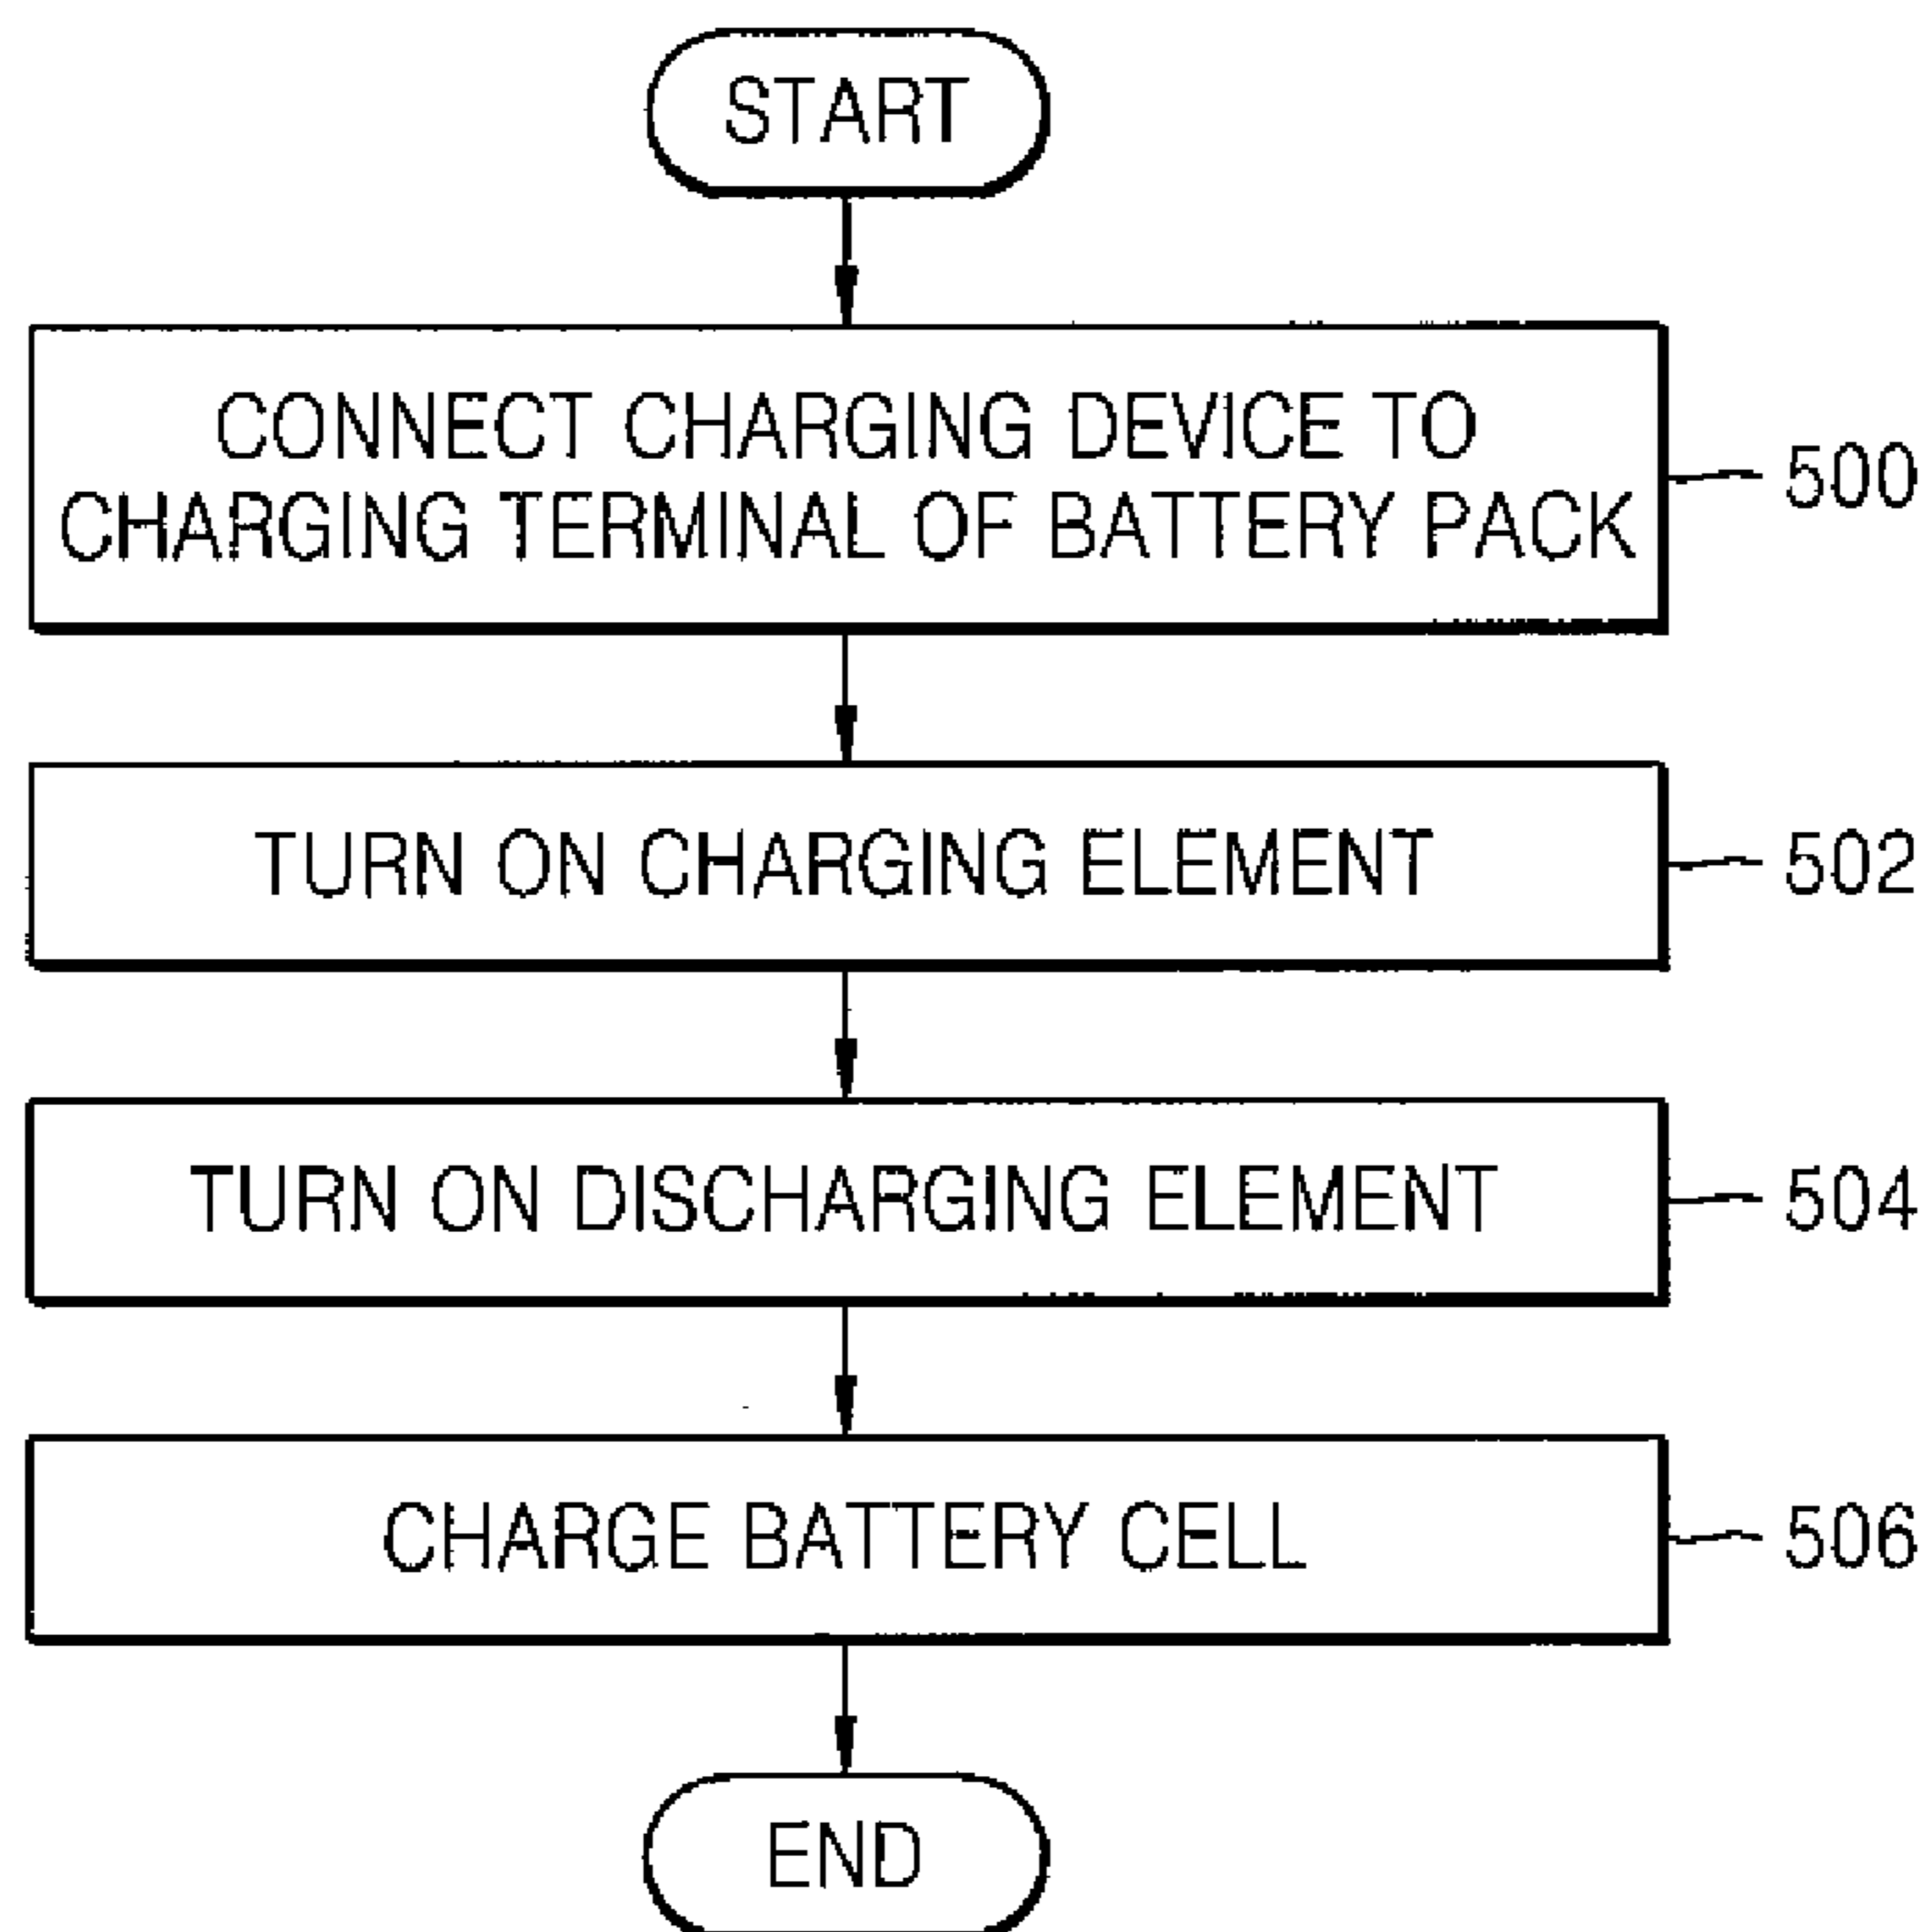 START
CONNECT CHARGING DEVICE TO
CHARGING TERMINAL OF BATTERY PACK
500
TURN ON CHARGING ELEMENT
502
TURN ON DISCHARGING ELEMENT
504
CHARGE BATTERY CELL
506
END